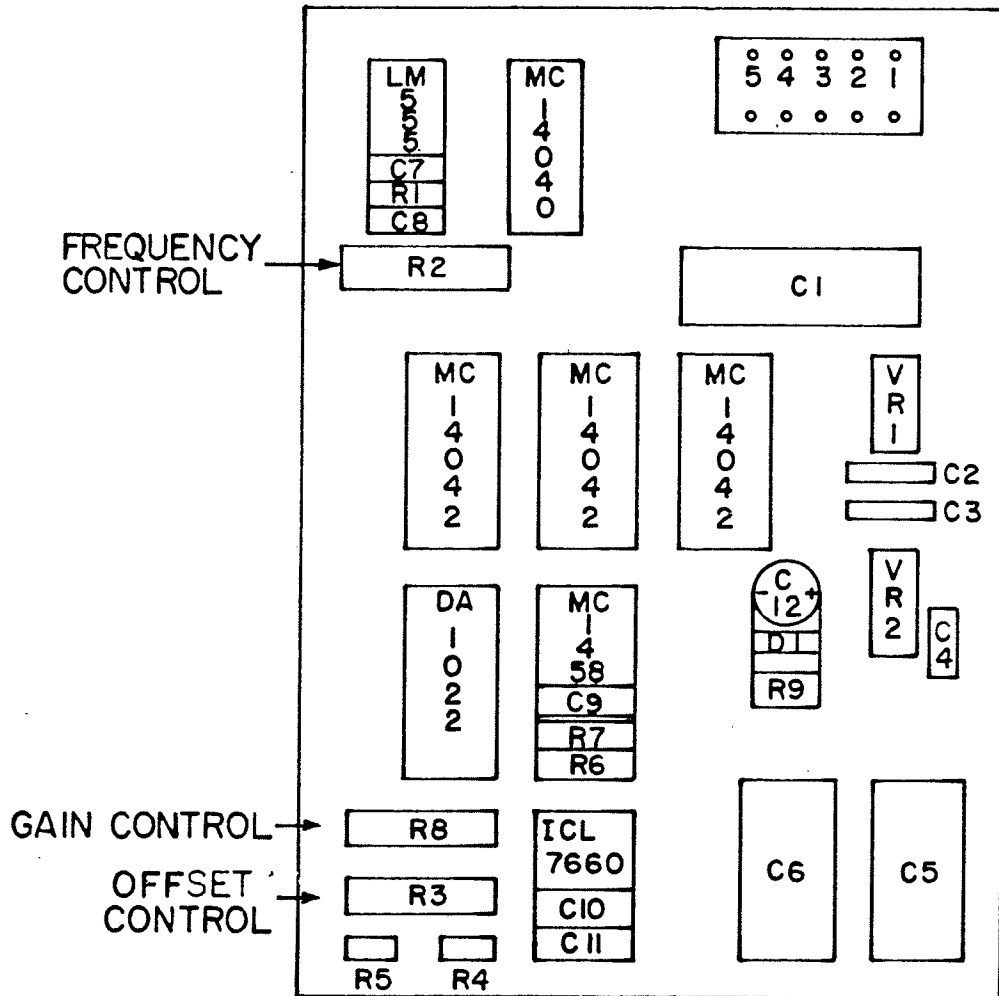 5 4 3 2 1
LM
555
C7
R1
C8
MC
14040
FREQUENCY
CONTROL
R2
C1
MC
14042
MC
14042
MC
14042
VR1
C2
C3
DA
1022
MC
1458
C9
R7
R6
C
- 12 +
D1
R9
VR2
C4
GAIN CONTROL
R8
OFFSET
CONTROL
R3
R5
R4
ICL
7660
C10
C11
C6
C5